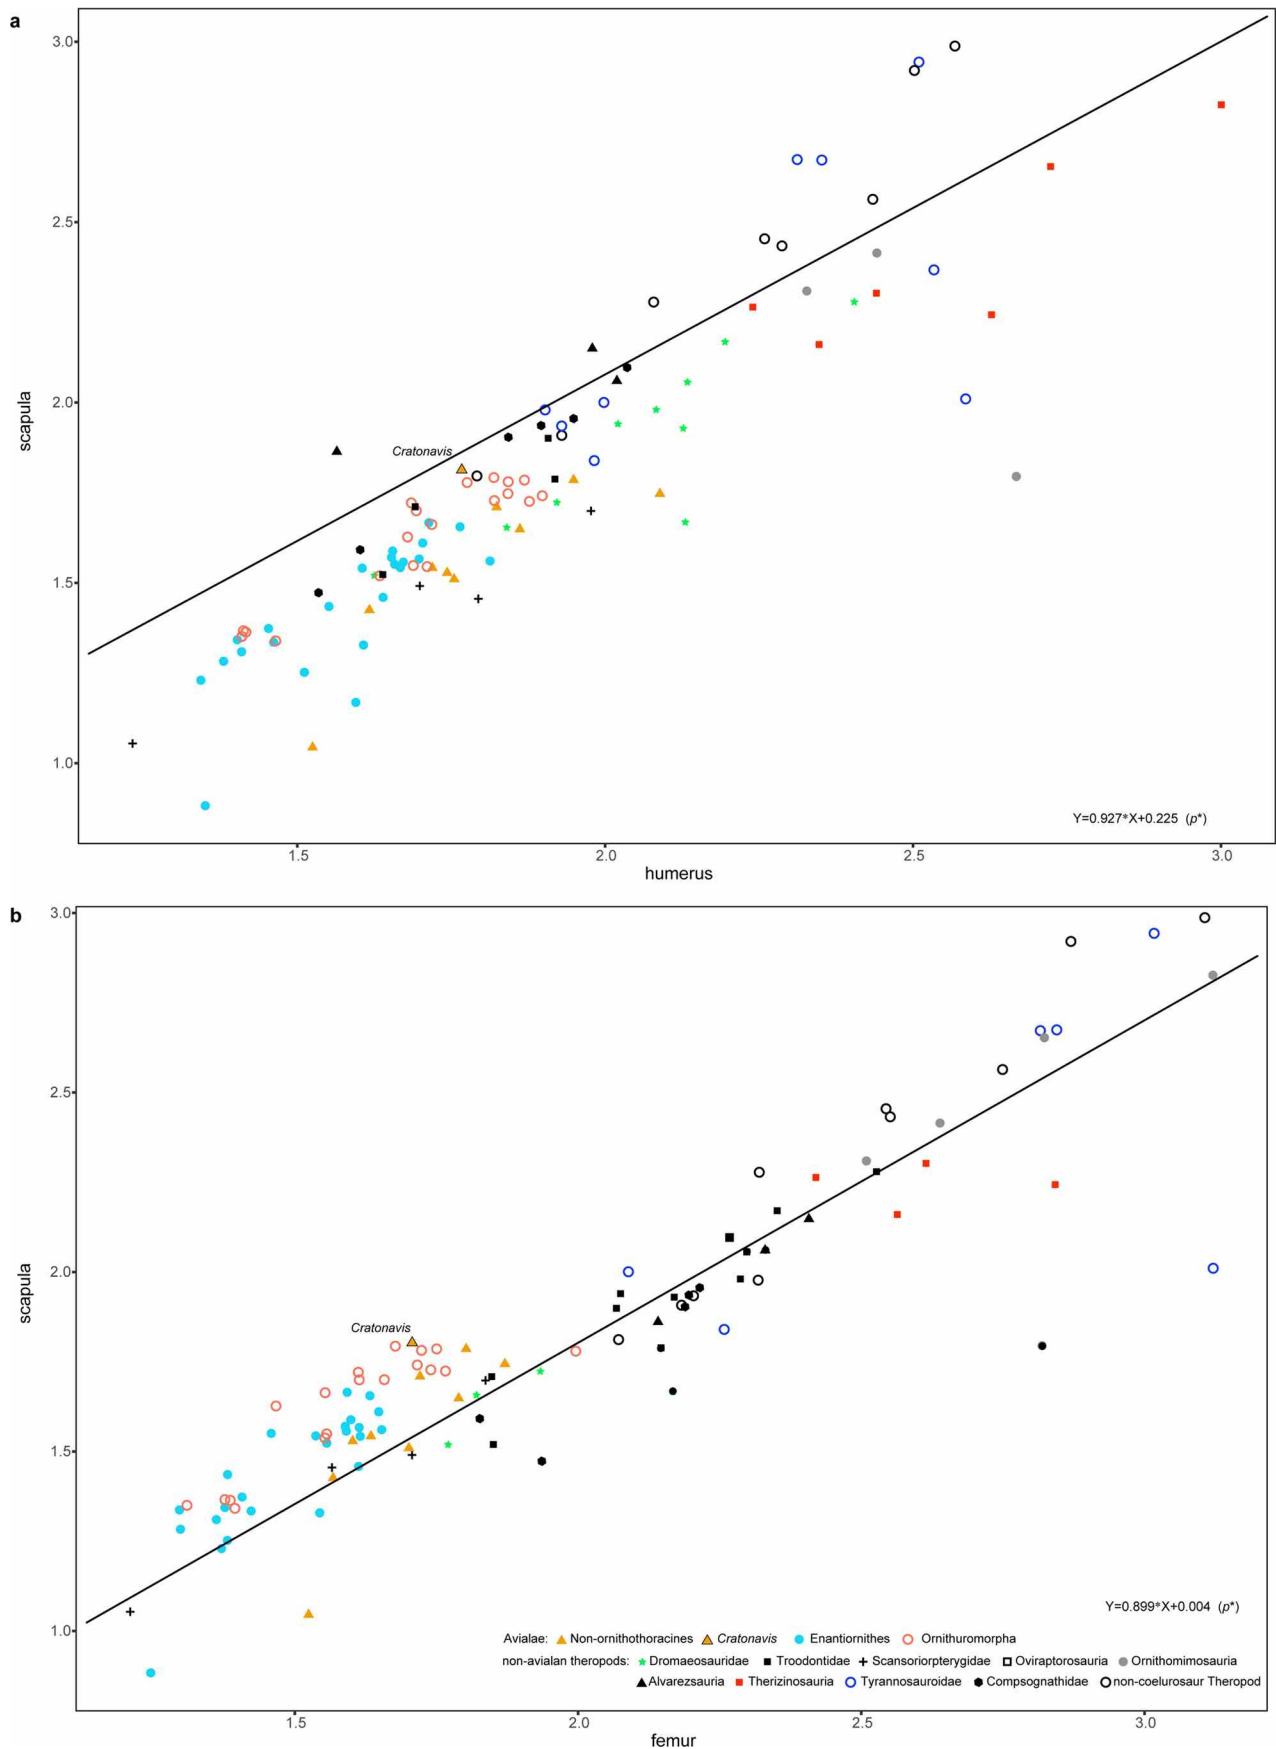 a
3.0
2.5
scapula
2.0
Cratonavis
1.5
1.0
Y=0.927*X+0.225 (p*)
1.5 2.0 2.5 3.0
humerus
b
3.0
2.5
scapula
2.0
Cratonavis
1.5
1.0
Y=0.899*X+0.004 (p*)
Avialae: Non-ornithothoracines Cratonavis Enantiornithes Ornithuromorpha
non-avialan theropods: Dromaeosauridae Troodontidae Scansoriorpterygidae Oviraptorosauria Ornithomimosauria
Alvarezsauria Therizinosauria Tyrannosauroidae Compsognathidae non-coelurosaur Theropod
1.5 2.0 2.5 3.0
femur